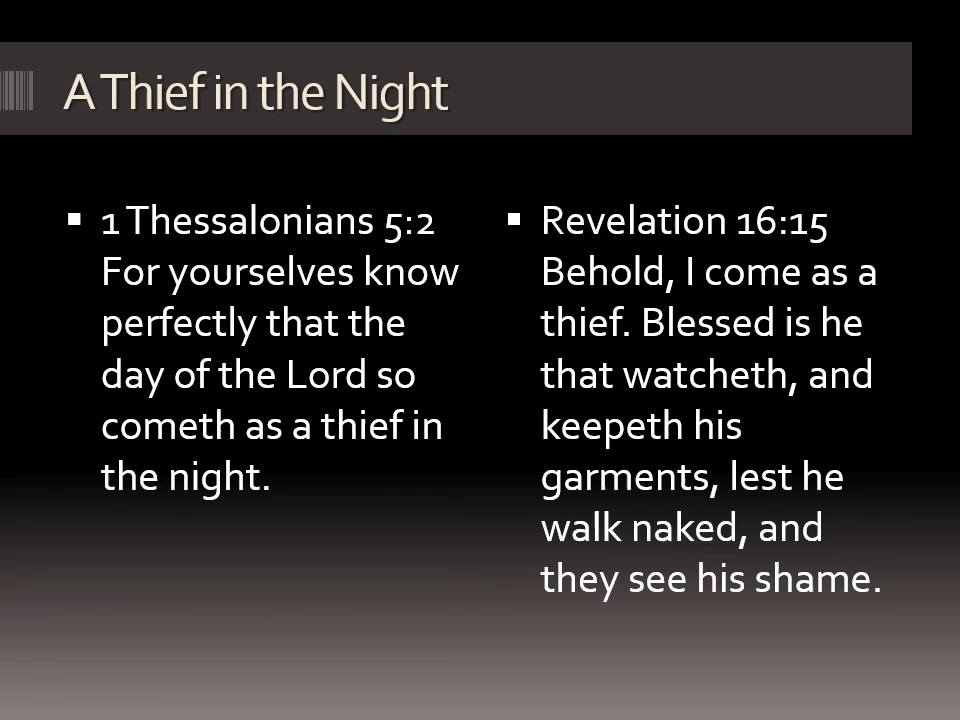 A Thief in the Night
1 Thessalonians 5:2
For yourselves know
perfectly that the
day of the Lord so
cometh as a thief in
the night.
Revelation 16:15
Behold, I come as a
thief. Blessed is he
that watcheth, and
keepeth his
garments, lest he
walk naked, and
they see his shame.